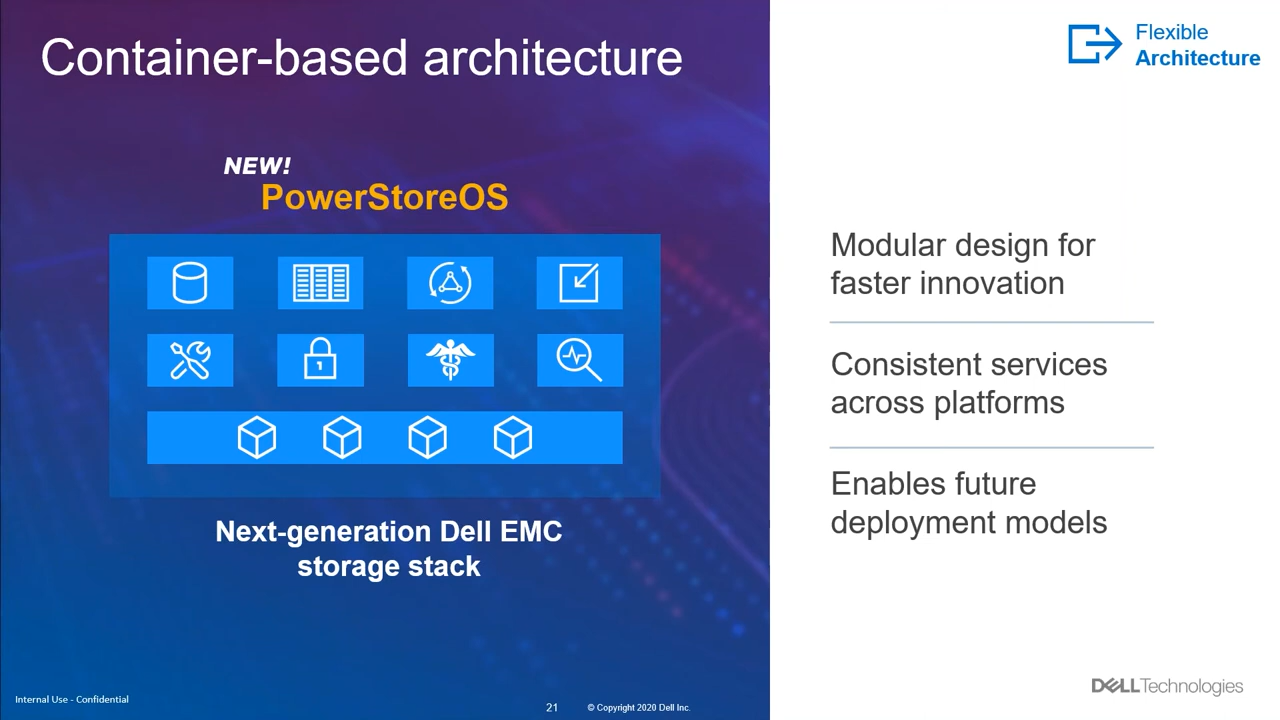 Container-based architecture
Flexible
Architecture
NEW!
PowerStoreOS
1
Next-generation Dell EMC
storage stack
Modular design for
faster innovation
Consistent services
across platforms
Enables future
deployment models
Internal Use - Confidential
21
© Copyright 2020 Dell Inc.
DELLTechnologies